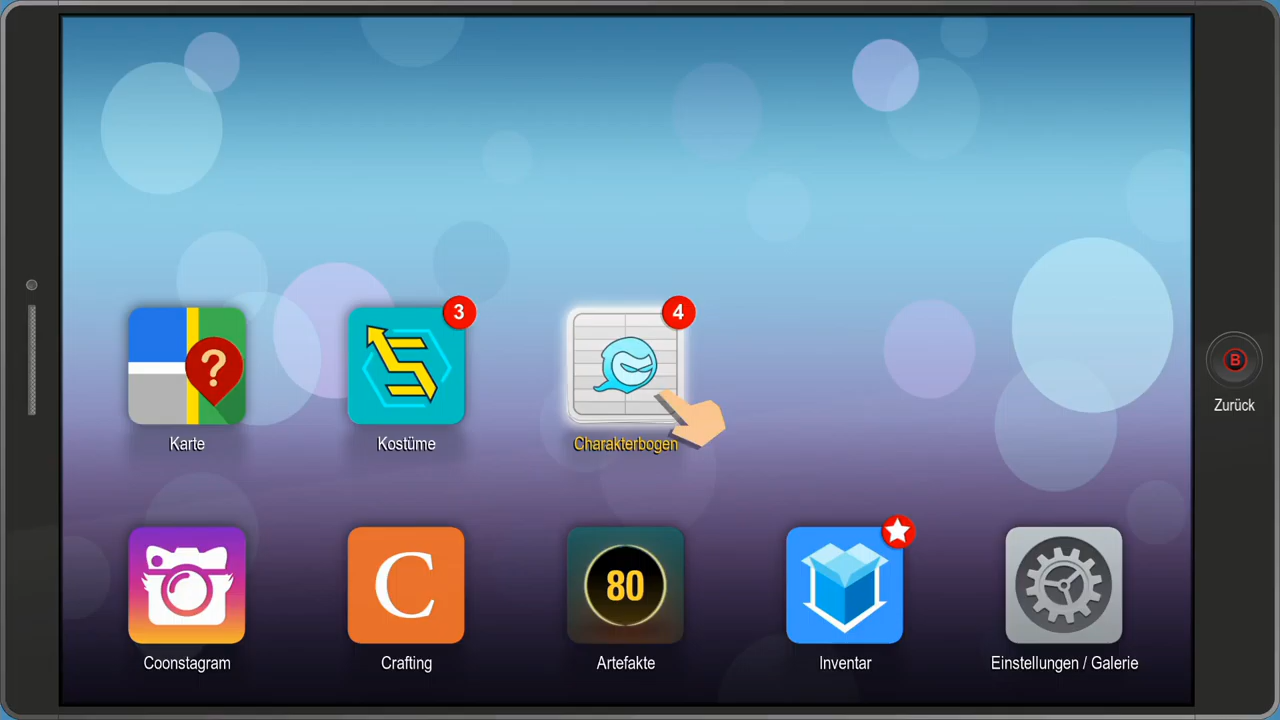 3
4
?
Karte
Kostüme
Charakterbogen
B
Zurück
C
80
Coonstagram
Crafting
Artefakte
Inventar
Einstellungen / Galerie